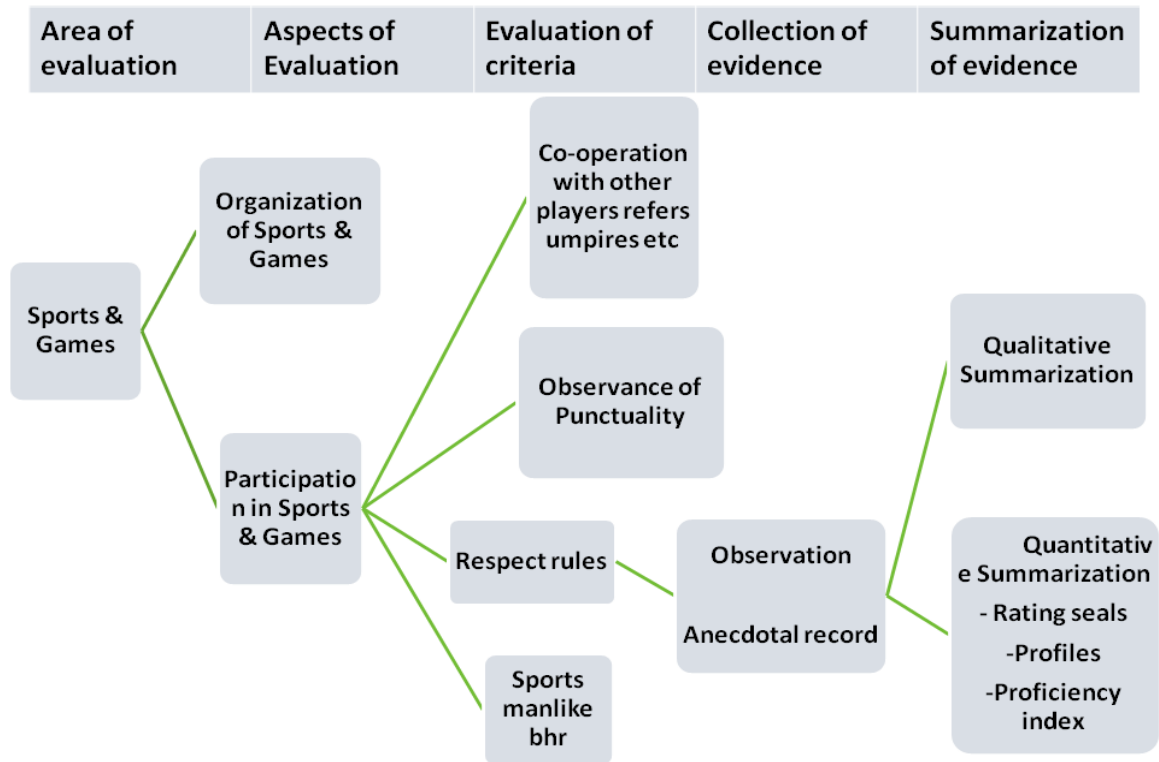 Area of
evaluation
Aspects of
Evaluation
Evaluation of
criteria
Collection of
evidence
Summarization
of evidence
Sports &
Games
Organization
of Sports &
Games
Participatio
n in Sports
& Games
Co-operation
with other
players refers
umpires etc
Observance of
Punctuality
Respect rules
Sports
manlike
bhr
Observation
Anecdotal record
Qualitative
Summarization
Quantitativ
e Summarization
- Rating seals
-Profiles
-Proficiency
index